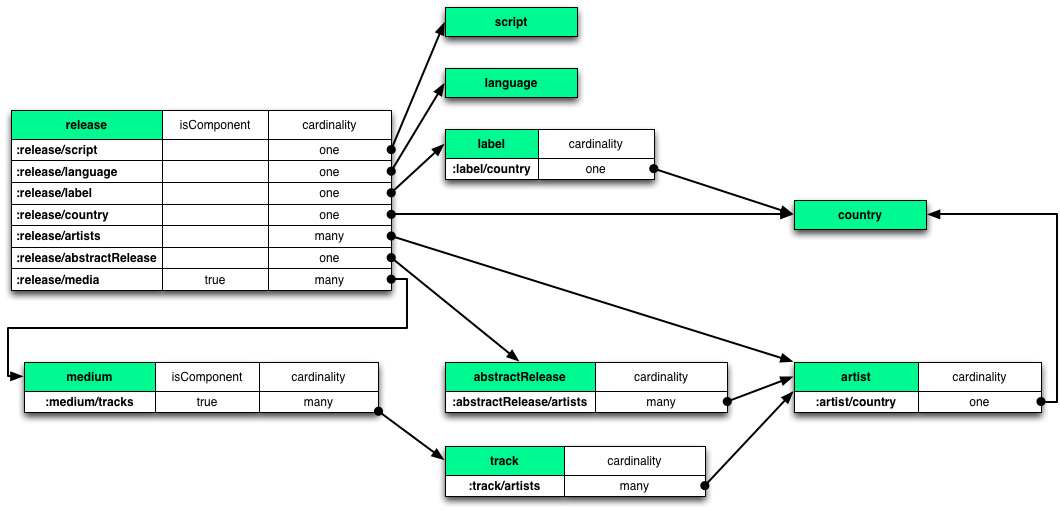 script
language
release isComponent cardinality
:release/script one
:release/language one
:release/label one
:release/country one
:release/artists many
:release/abstractRelease one
:release/media true many
label cardinality
:label/country one
country
medium isComponent cardinality
:medium/tracks true many
abstractRelease cardinality
:abstractRelease/artists many
artist cardinality
:artist/country one
track cardinality
:track/artists many